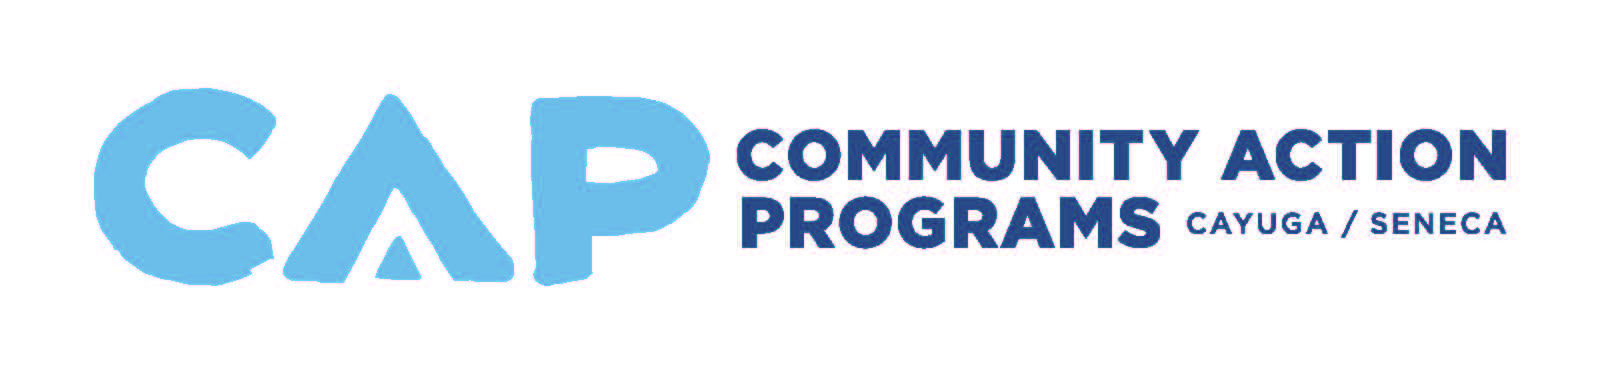 CAP
COMMUNITY ACTION
PROGRAMS CAYUGA / SENECA